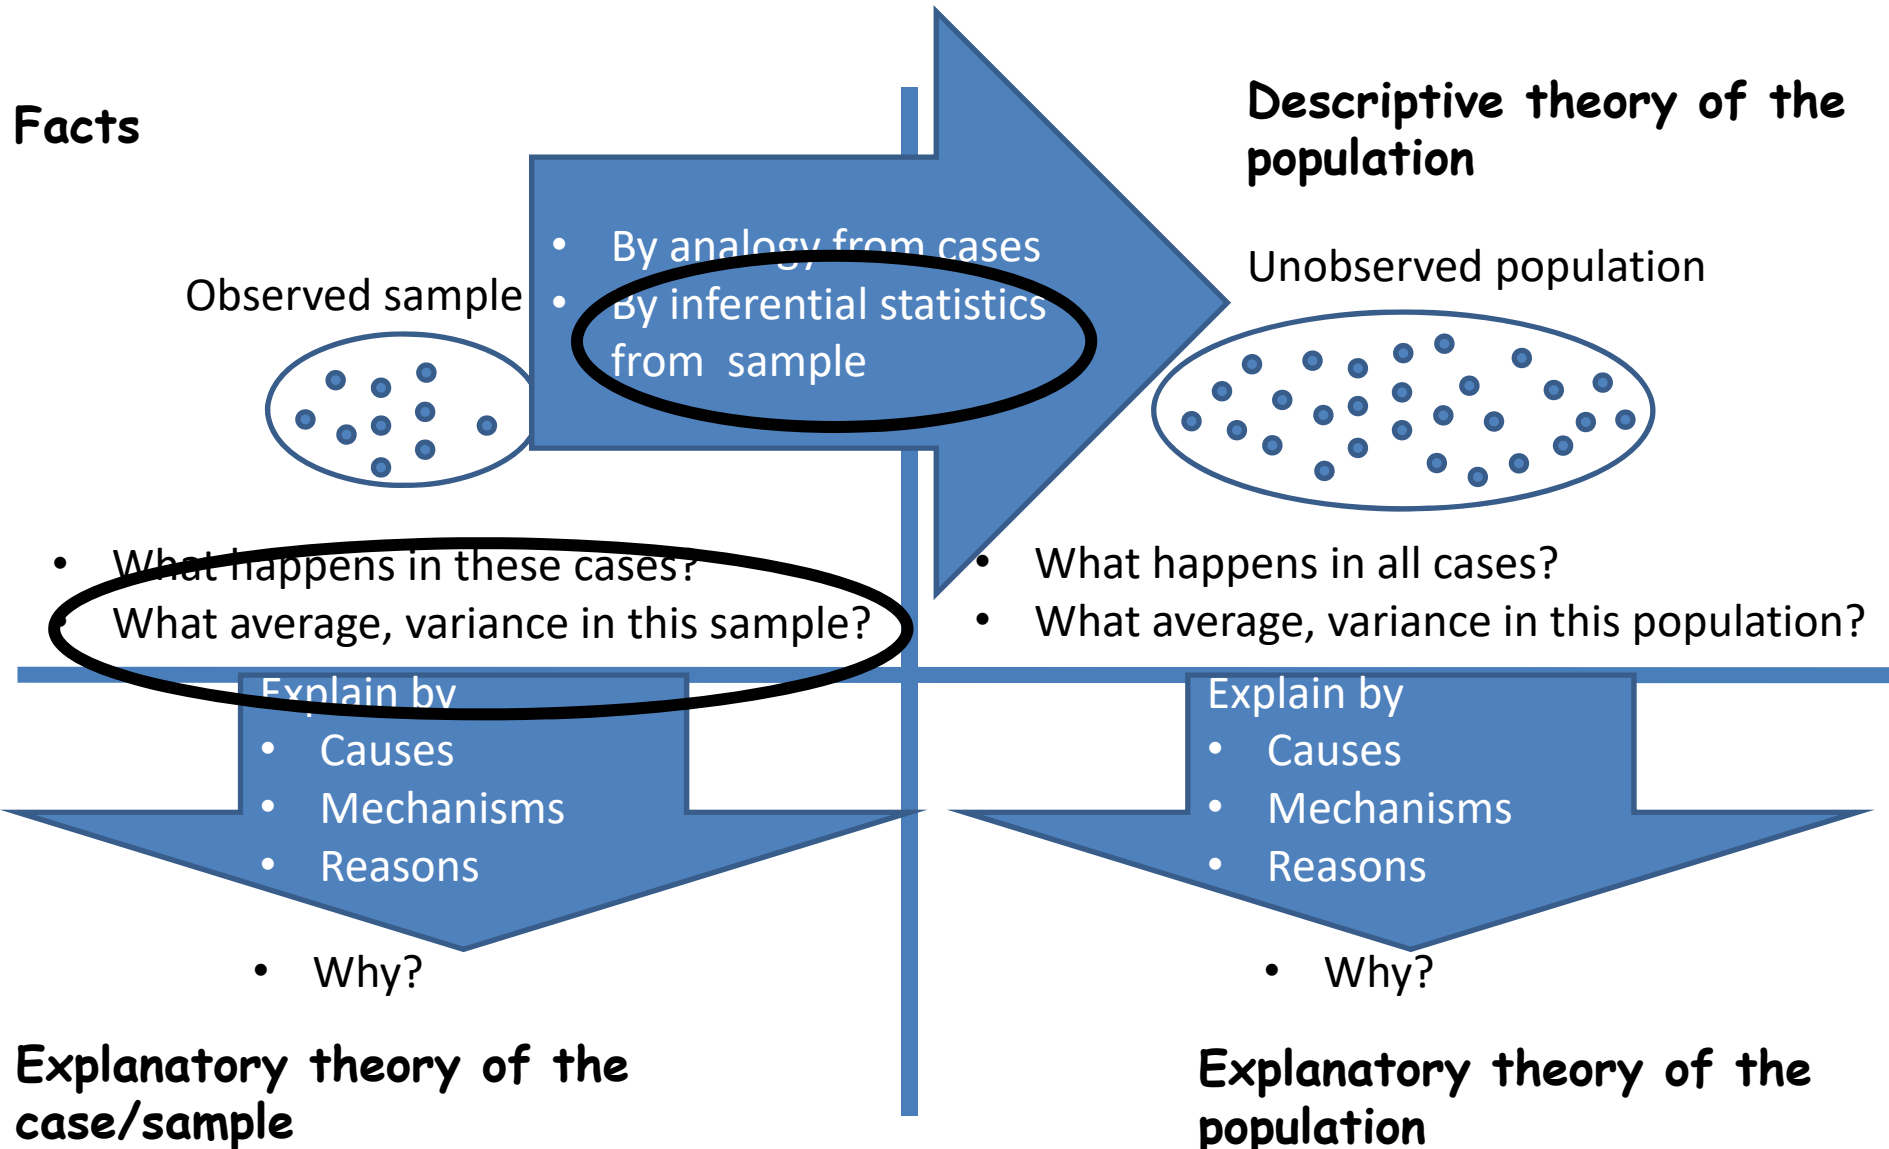 Facts
Descriptive theory of the
population
• By analogy from cases
• By inferential statistics
from sample
Observed sample
Unobserved population
• What happens in these cases?
• What average, variance in this sample?
• What happens in all cases?
• What average, variance in this population?
Explain by
• Causes
• Mechanisms
• Reasons
Explain by
• Causes
• Mechanisms
• Reasons
• Why?
• Why?
Explanatory theory of the
case/sample
Explanatory theory of the
population